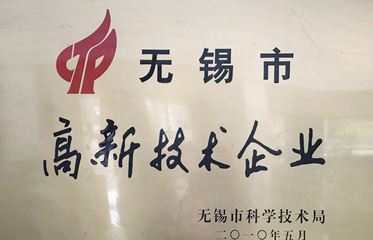 无锡市
高新技术企业
无锡市科学技术局
二〇一〇年五月